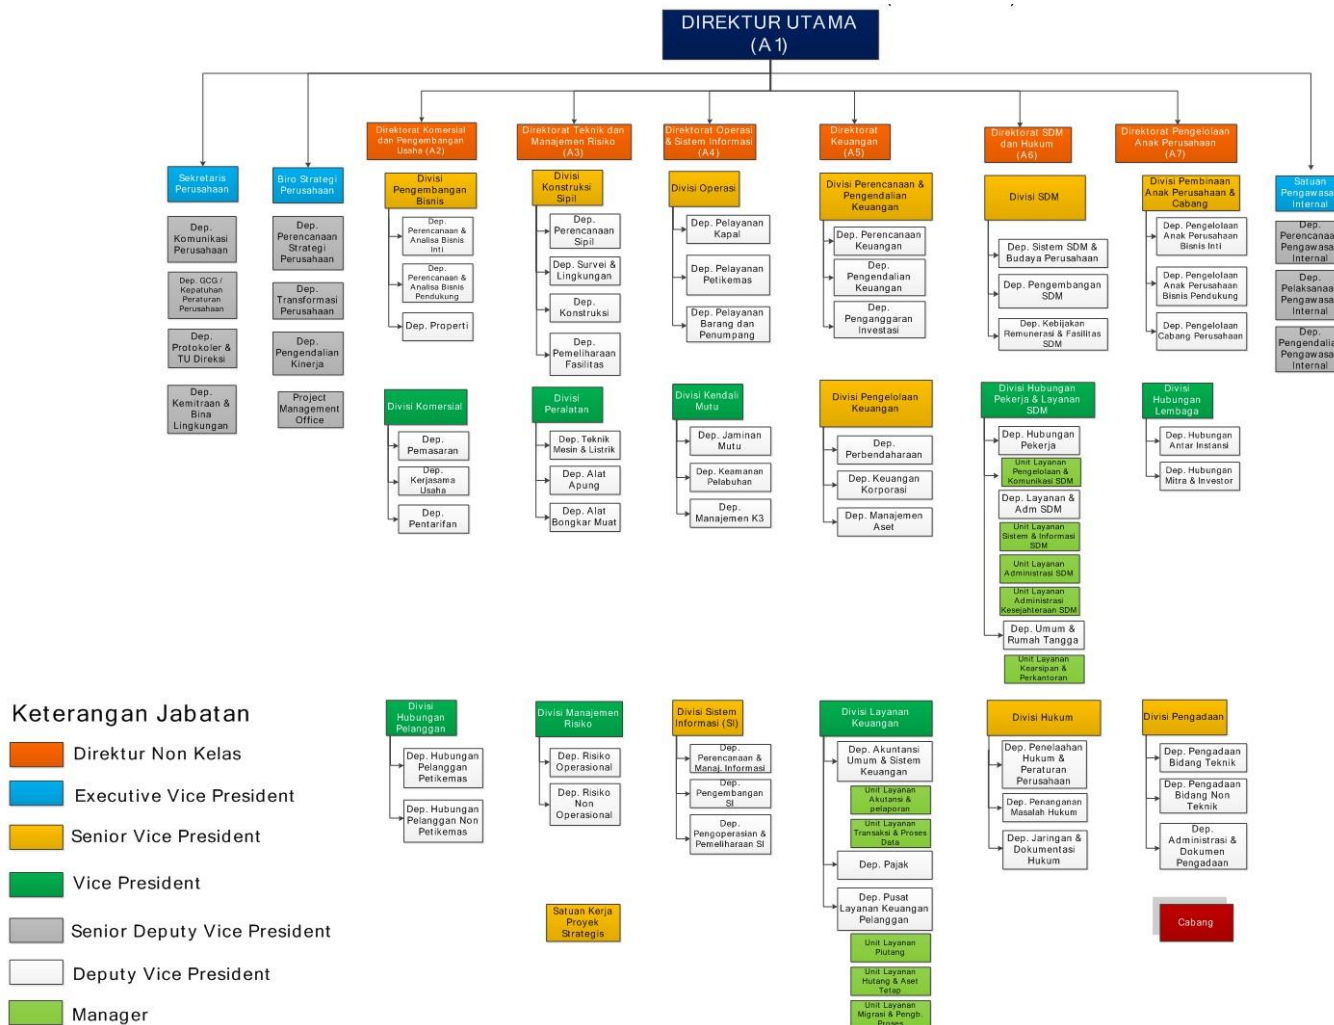 DIREKTUR UTAMA
(A1)
Direktorat Komersial
dan Pengembangan
Usaha (A2)
Direktorat Teknik dan
Manajemen Risiko
(A3)
Direktorat Operasi
& Sistem Informasi
(A4)
Direktorat
Keuangan
(A5)
Direktorat SDM
dan Hukum
(A6)
Direktorat Pengelolaan
Anak Perusahaan
(A7)
Sekretaris
Perusahaan
Dep.
Komunikasi
Perusahaan
Dep. GCG /
Kepatuhan
Peraturan
Perusahaan
Dep.
Protokoler &
TU Direksi
Dep.
Kemitraan &
Bina
Lingkungan
Biro Strategi
Perusahaan
Dep.
Perencanaan
Strategi
Perusahaan
Dep.
Transformasi
Perusahaan
Dep.
Pengendalian
Kinerja
Project
Management
Office
Divisi
Pengembangan
Bisnis
Dep.
Perencanaan &
Analisa Bisnis
Inti
Dep.
Perencanaan &
Analisa Bisnis
Pendukung
Dep. Properti
Divisi Komersial
Dep.
Pemasaran
Dep.
Kerjasama
Usaha
Dep.
Pentarifan
Divisi
Hubungan
Pelanggan
Dep. Hubungan
Pelanggan
Petikemas
Dep. Hubungan
Pelanggan Non
Petikemas
Divisi
Konstruksi
Sipil
Dep.
Perencanaan
Sipil
Dep. Survei &
Lingkungan
Dep.
Konstruksi
Dep.
Pemeliharaan
Fasilitas
Divisi
Peralatan
Dep. Teknik
Mesin & Listrik
Dep. Alat
Apung
Dep. Alat
Bongkar Muat
Divisi Manajemen
Risiko
Dep. Risiko
Operasional
Dep. Risiko
Non
Operasional
Satuan Kerja
Proyek
Strategis
Divisi Operasi
Dep. Pelayanan
Kapal
Dep. Pelayanan
Petikemas
Dep. Pelayanan
Barang dan
Penumpang
Divisi Kendali
Mutu
Dep. Jaminan
Mutu
Dep. Keamanan
Pelabuhan
Dep.
Manajemen K3
Divisi Sistem
Informasi (SI)
Dep.
Perencanaan &
Manaj. Informasi
Dep.
Pengembangan
SI
Dep.
Pengoperasian &
Pemeliharaan SI
Divisi Perencanaan &
Pengendalian
Keuangan
Dep. Perencanaan
Keuangan
Dep.
Pengendalian
Keuangan
Dep.
Penganggaran
Investasi
Divisi Pengelolaan
Keuangan
Dep.
Perbendaharaan
Dep. Keuangan
Korporasi
Dep. Manajemen
Aset
Divisi Layanan
Keuangan
Dep. Akuntansi
Umum & Sistem
Keuangan
Unit Layanan
Akutansi &
pelaporan
Unit Layanan
Transaksi & Proses
Data
Dep. Pajak
Dep. Pusat
Layanan Keuangan
Pelanggan
Unit Layanan
Piutang
Unit Layanan
Hutang & Aset
Tetap
Unit Layanan
Migrasi & Pengb.
Proses
Divisi SDM
Dep. Sistem SDM &
Budaya Perusahaan
Dep. Pengembangan
SDM
Dep. Kebijakan
Remunerasi & Fasilitas
SDM
Divisi Hubungan
Pekerja & Layanan
SDM
Dep. Hubungan
Pekerja
Unit Layanan
Pengelolaan &
Komunikasi SDM
Dep. Layanan &
Adm SDM
Unit Layanan
Sistem & Informasi
SDM
Unit Layanan
Administrasi SDM
Unit Layanan
Administrasi
Kesejahteraan SDM
Dep. Umum &
Rumah Tangga
Unit Layanan
Kearsipan &
Perkantoran
Divisi Hukum
Dep. Penelaahan
Hukum &
Peraturan
Perusahaan
Dep. Penanganan
Masalah Hukum
Dep. Jaringan &
Dokumentasi
Hukum
Divisi Pembinaan
Anak Perusahaan &
Cabang
Dep. Pengelolaan
Anak Perusahaan
Bisnis Inti
Dep. Pengelolaan
Anak Perusahaan
Bisnis Pendukung
Dep. Pengelolaan
Cabang Perusahaan
Divisi
Hubungan
Lembaga
Dep. Hubungan
Antar Instansi
Dep. Hubungan
Mitra & Investor
Divisi Pengadaan
Dep. Pengadaan
Bidang Teknik
Dep. Pengadaan
Bidang Non
Teknik
Dep.
Administrasi &
Dokumen
Pengadaan
Cabang
Satuan
Pengawasa
Internal
Dep.
Perencanaa
Pengawasa
Internal
Dep.
Pelaksanaa
Pengawasa
Internal
Dep.
Pengendalia
Pengawasa
Internal
Keterangan Jabatan
Direktur Non Kelas
Executive Vice President
Senior Vice President
Vice President
Senior Deputy Vice President
Deputy Vice President
Manager